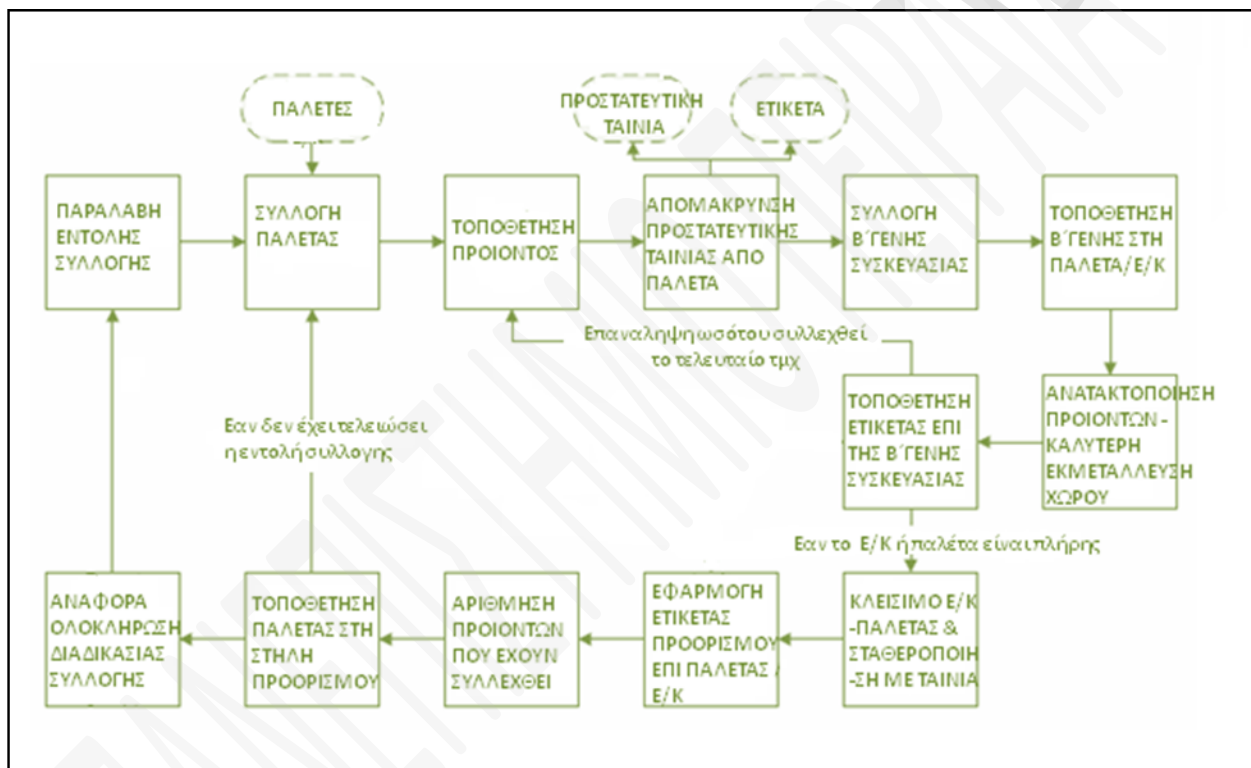 ΠΑΛΕΤΕΣ
ΠΡΟΣΤΑΤΕΥΤΙΚΗ
ΤΑΙΝΙΑ
ΕΤΙΚΕΤΑ
ΠΑΡΑΛΑΒΗ
ΕΝΤΟΛΗΣ
ΣΥΛΛΟΓΗΣ
ΣΥΛΛΟΓΗ
ΠΑΛΕΤΑΣ
ΤΟΠΟΘΕΤΗΣΗ
ΠΡΟΙΟΝΤΟΣ
ΑΠΟΜΑΚΡΥΝΣΗ
ΠΡΟΣΤΑΤΕΥΤΙΚΗΣ
ΤΑΙΝΙΑΣ ΑΠΟ
ΠΑΛΕΤΑ
ΣΥΛΛΟΓΗ
Β΄ΓΕΝΗΣ
ΣΥΣΚΕΥΑΣΙΑΣ
ΤΟΠΟΘΕΤΗΣΗ
Β΄ΓΕΝΗΣ ΣΤΗ
ΠΑΛΕΤΑ/Ε/Κ
Επαναληψη ωσότου συλλεχθεί
το τελευταίο τμχ
ΤΟΠΟΘΕΤΗΣΗ
ΕΤΙΚΕΤΑΣ ΕΠΙ
ΤΗΣ Β΄ΓΕΝΗΣ
ΣΥΣΚΕΥΑΣΙΑΣ
ΑΝΑΤΑΚΤΟΠΟΙΗΣΗ
ΠΡΟΙΟΝΤΩΝ -
ΚΑΛΥΤΕΡΗ
ΕΚΜΕΤΑΛΛΕΥΣΗ
ΧΩΡΟΥ
Εαν δεν έχει τελειώσει
η εντολή συλλογης
Εαν το Ε/Κ ή παλέτα είναι πλήρης
ΑΝΑΦΟΡΑ
ΟΛΟΚΛΗΡΩΣΗ
ΔΙΑΔΙΚΑΣΙΑΣ
ΣΥΛΛΟΓΗΣ
ΤΟΠΟΘΕΤΗΣΗ
ΠΑΛΕΤΑΣ ΣΤΗ
ΣΤΗΛΗ
ΠΡΟΟΡΙΣΜΟΥ
ΑΡΙΘΜΗΣΗ
ΠΡΟΙΟΝΤΩΝ
ΠΟΥ ΕΧΟΥΝ
ΣΥΛΛΕΧΘΕΙ
ΕΦΑΡΜΟΓΗ
ΕΤΙΚΕΤΑΣ
ΠΡΟΟΡΙΣΜΟΥ
ΕΠΙ ΠΑΛΕΤΑΣ /
Ε/Κ
ΚΛΕΙΣΙΜΟ Ε/Κ
-ΠΑΛΕΤΑΣ &
ΣΤΑΘΕΡΟΠΟΙΗ
-ΣΗ ΜΕ ΤΑΙΝΙΑ